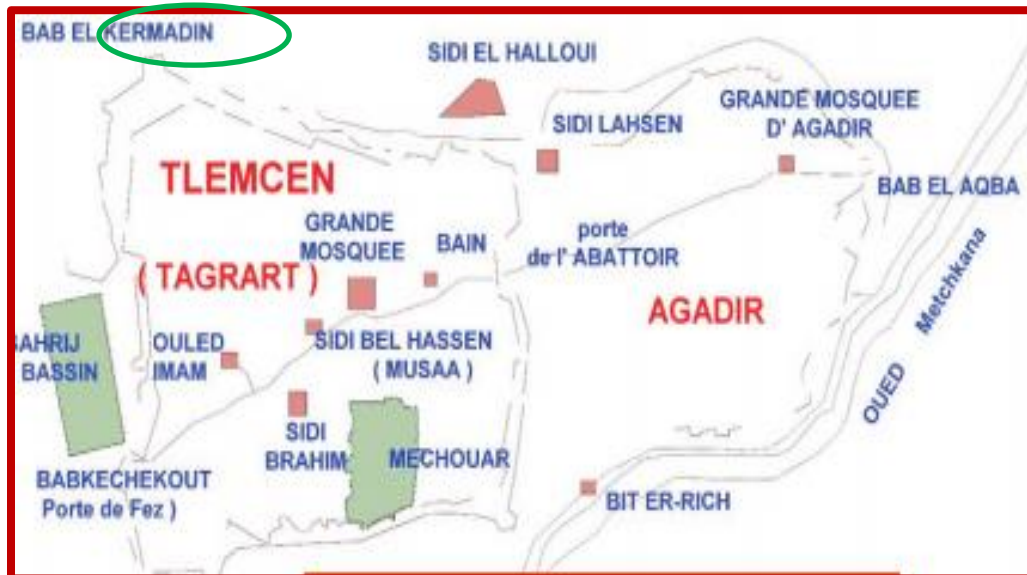 BAB EL KERMADIN
SIDI EL HALLOUI
GRANDE MOSQUEE
D' AGADIR
SIDI LAHSEN
TLEMCEN
BAB EL AQBA
GRANDE
MOSQUEE
BAIN
porte
de l' ABATTOIR
( TAGRART )
AGADIR
Metchkana
OUED
BASSIN
OULED
IMAM
SIDI BEL HASSEN
( MUSAA )
SIDI
BRAHIM
MECHOUAR
BABKECHEKOUT
Porte de Fez )
BIT ER-RICH